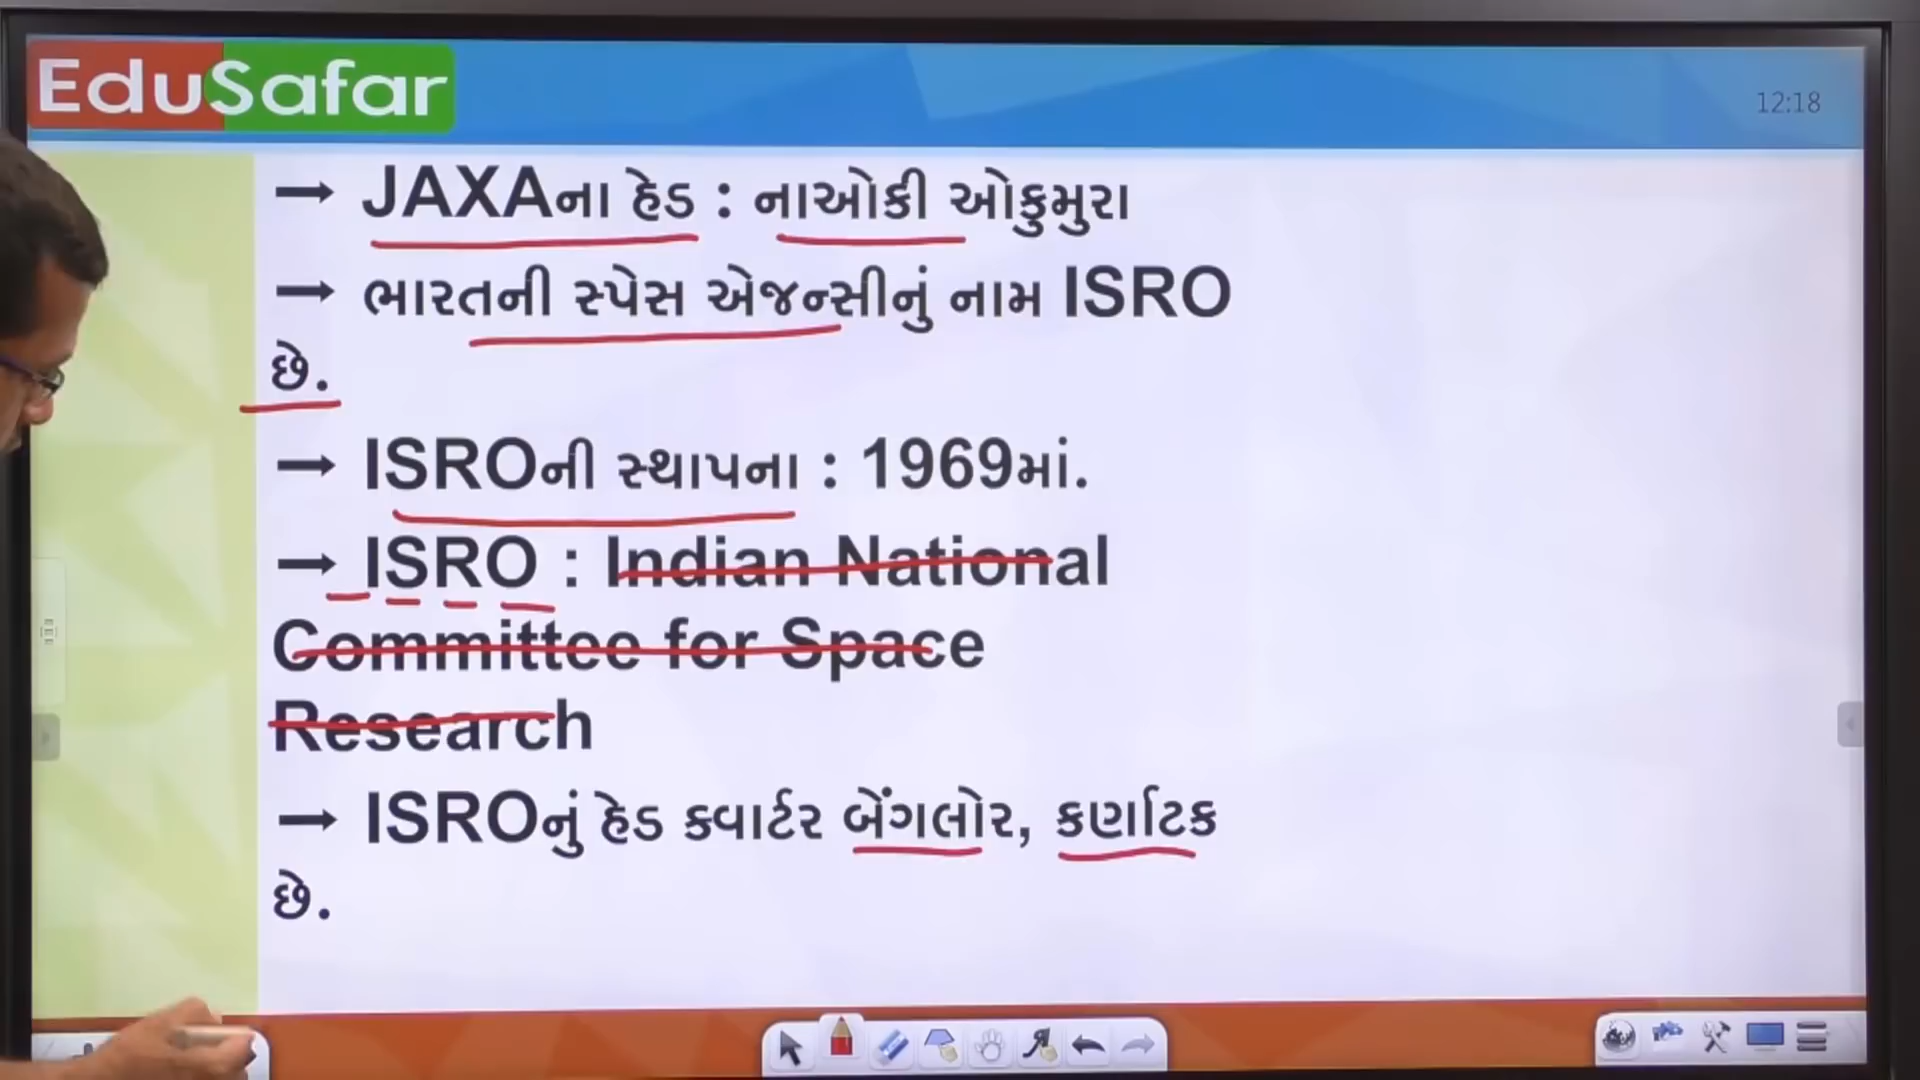 EduSafar
12:18
→ JAXAના હેડ : નાઓકી ઓકુમુરા
→ ભારતની સ્પેસ એજન્સીનું નામ ISRO
છે.
→ ISROની સ્થાપના : 1969માં.
→ ISRO : Indian National
Committee for Space
Research
→ ISROનું હેડ ક્વાર્ટર બેંગલોર, કર્ણાટક
છે.